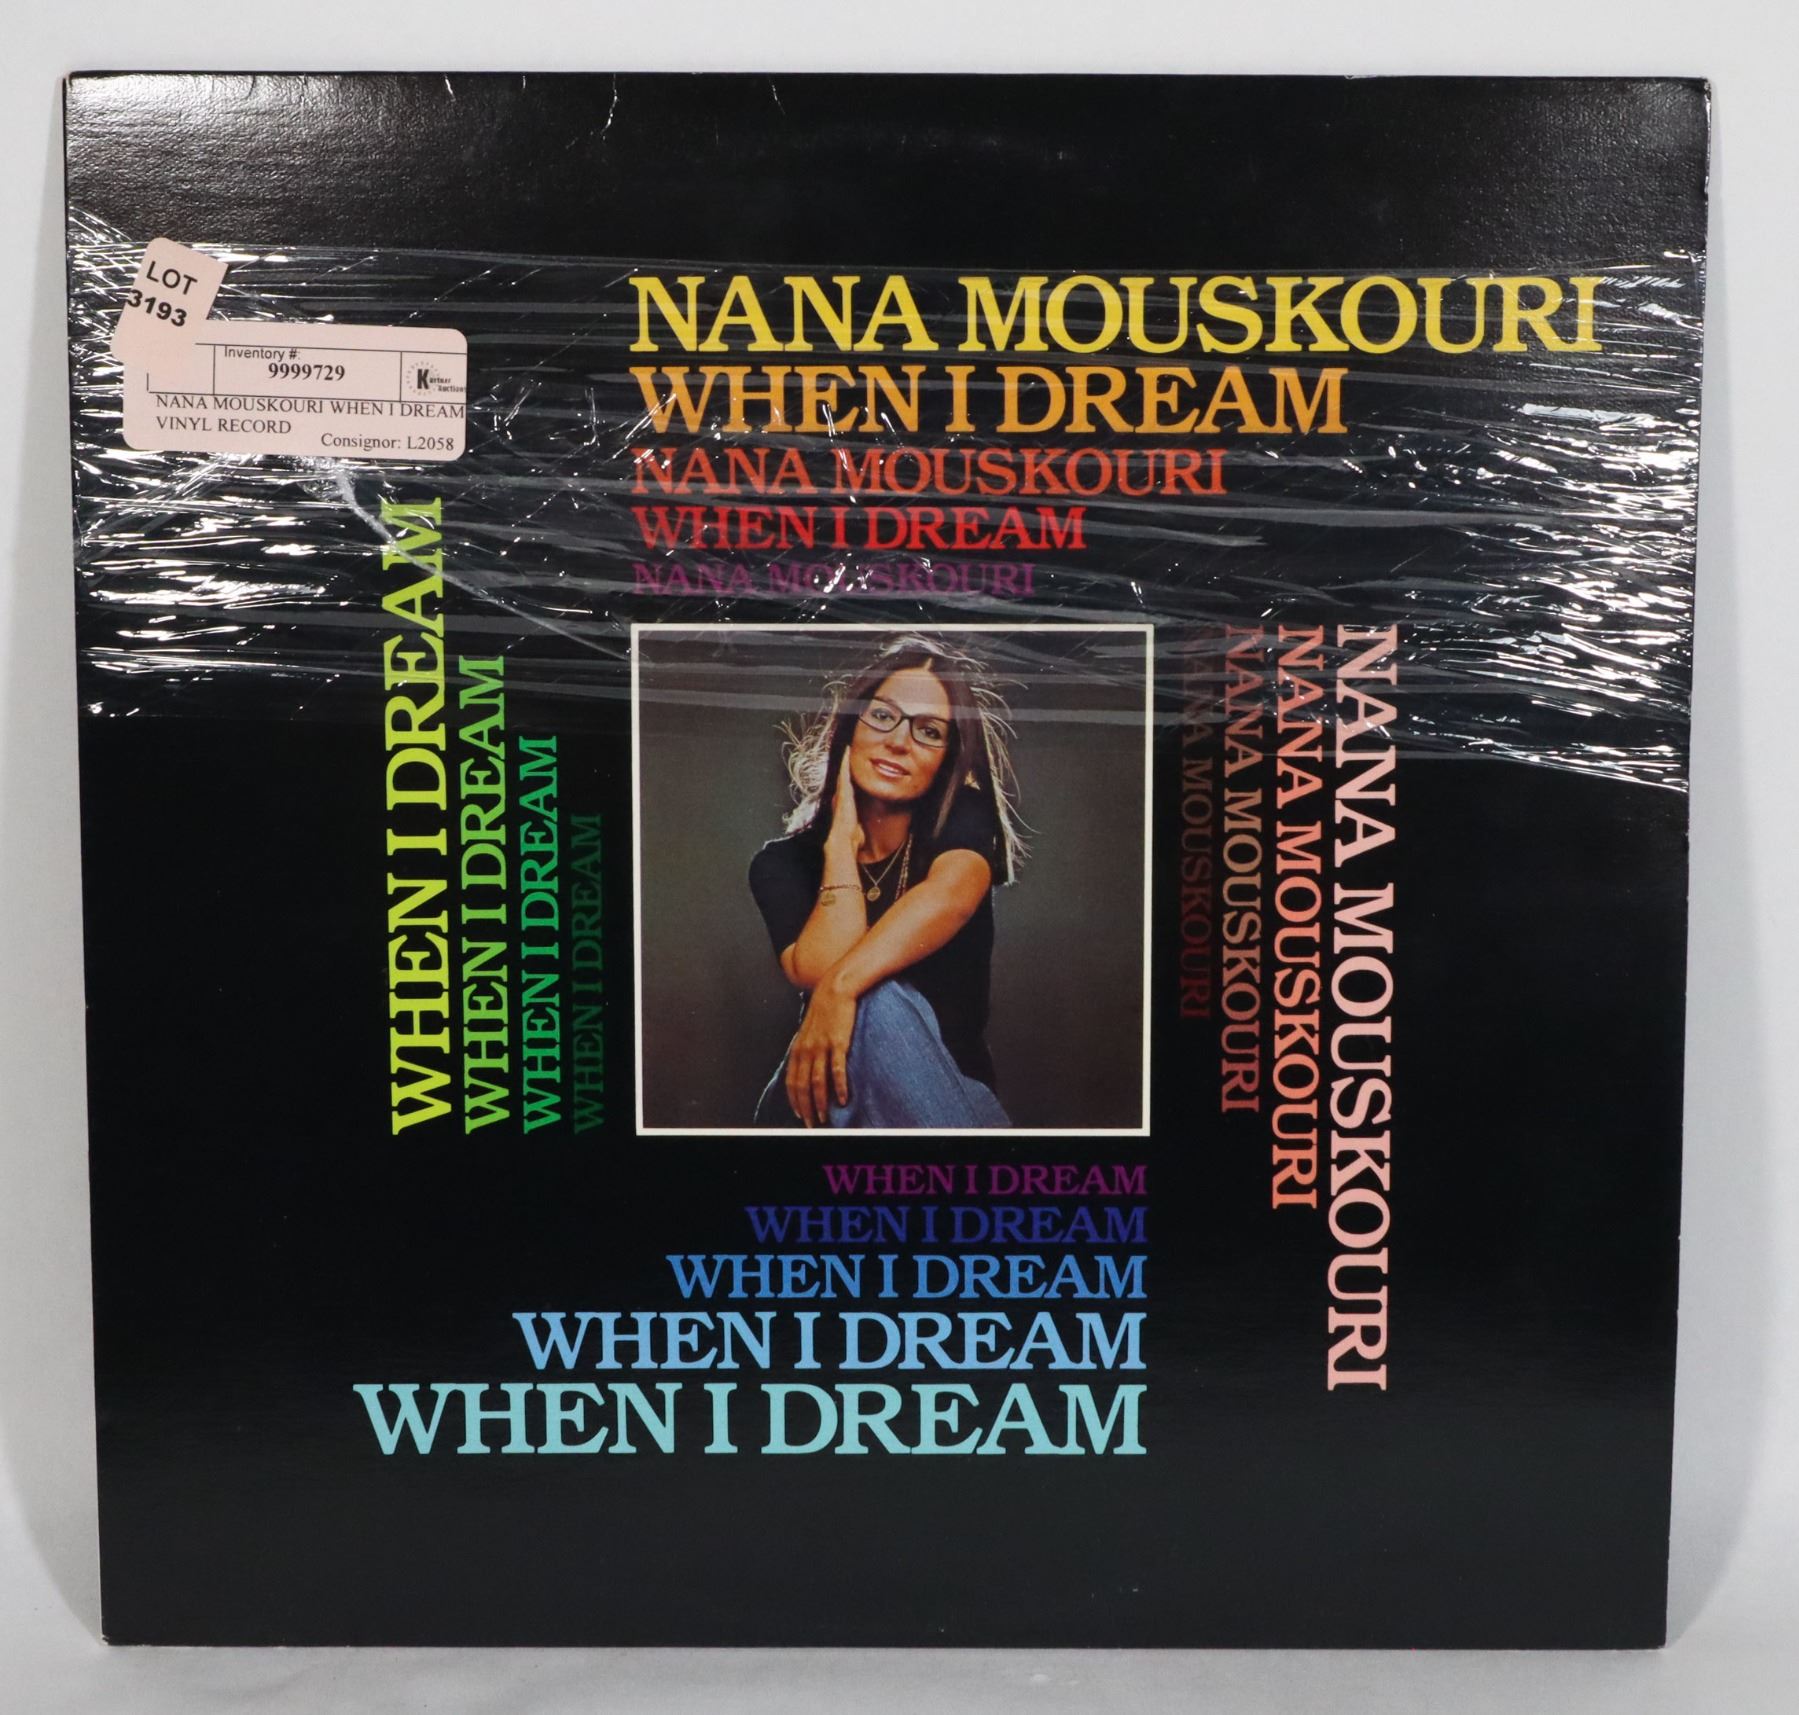 LOT
3193
Inventory #:
9999729
Kartner
Auctions
NANA MOUSKOURI WHEN I DREAM
VINYL RECORD
Consignor: L2058
NANA MOUSKOURI
WHEN I DREAM
NANA MOUSKOURI
WHEN I DREAM
NANA MOUSKOURI
WHEN I DREAM
WHEN I DREAM
WHEN I DREAM
WHEN I DREAM
NANA MOUSKOURI
NANA MOUSKOURI
NANA MOUSKOURI
NANA MOUSKOURI
WHEN I DREAM
WHEN I DREAM
WHEN I DREAM
WHEN I DREAM
WHEN I DREAM